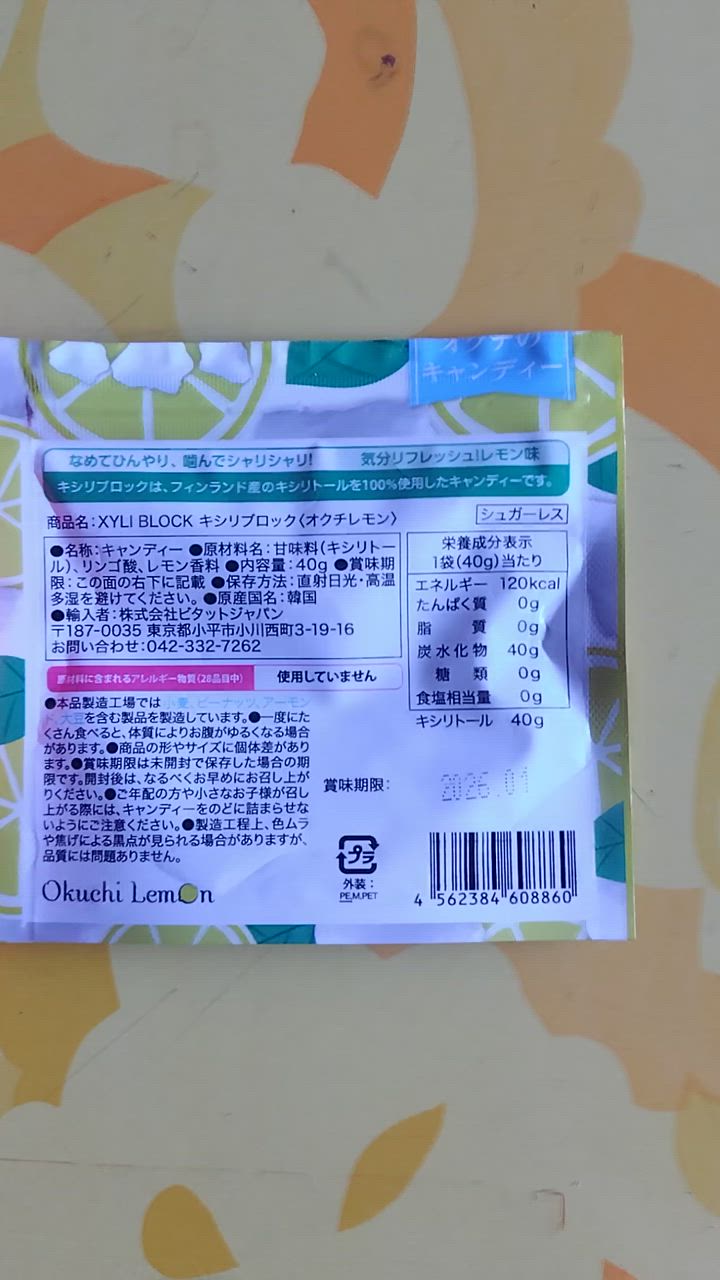 オクチの
キャンディー
なめてひんやり、噛んでシャリシャリ! 気分リフレッシュ!レモン味
キシリブロックは、フィンランド産のキシリトールを100%使用したキャンディーです。
商品名:XYLI BLOCK キシリブロック〈オクチレモン〉 シュガーレス
●名称:キャンディー ●原材料名:甘味料(キシリトー
ル)、リンゴ酸、レモン香料 ●内容量:40g ●賞味期
限:この面の右下に記載 ●保存方法:直射日光・高温
多湿を避けてください。●原産国名:韓国
●輸入者:株式会社ピタットジャパン
〒187-0035 東京都小平市小川西町3-19-16
お問い合わせ:042-332-7262
原材料に含まれるアレルギー物質(28品目中) 使用していません
●本品製造工場では小麦、ピーナッツ、アーモン
ド、大豆を含む製品を製造しています。●一度にた
くさん食べると、体質によりお腹がゆるくなる場合
があります。●商品の形やサイズに個体差があり
ます。●賞味期限は未開封で保存した場合の期
限です。開封後は、なるべくお早めにお召し上が
りください。●ご年配の方や小さなお子様が召し
上がる際には、キャンディーをのどに詰まらせな
いようにご注意ください。●製造工程上、色ムラ
や焦げによる黒点が見られる場合がありますが、
品質には問題ありません。
Okuchi Lemon
栄養成分表示
1袋(40g)当たり
エネルギー 120kcal
たんぱく質 0g
脂質 0g
炭水化物 40g
糖類 0g
食塩相当量 0g
キシリトール 40g
賞味期限: 2026.01
プラ
外装:
PE,M,PET
4 562384 608860